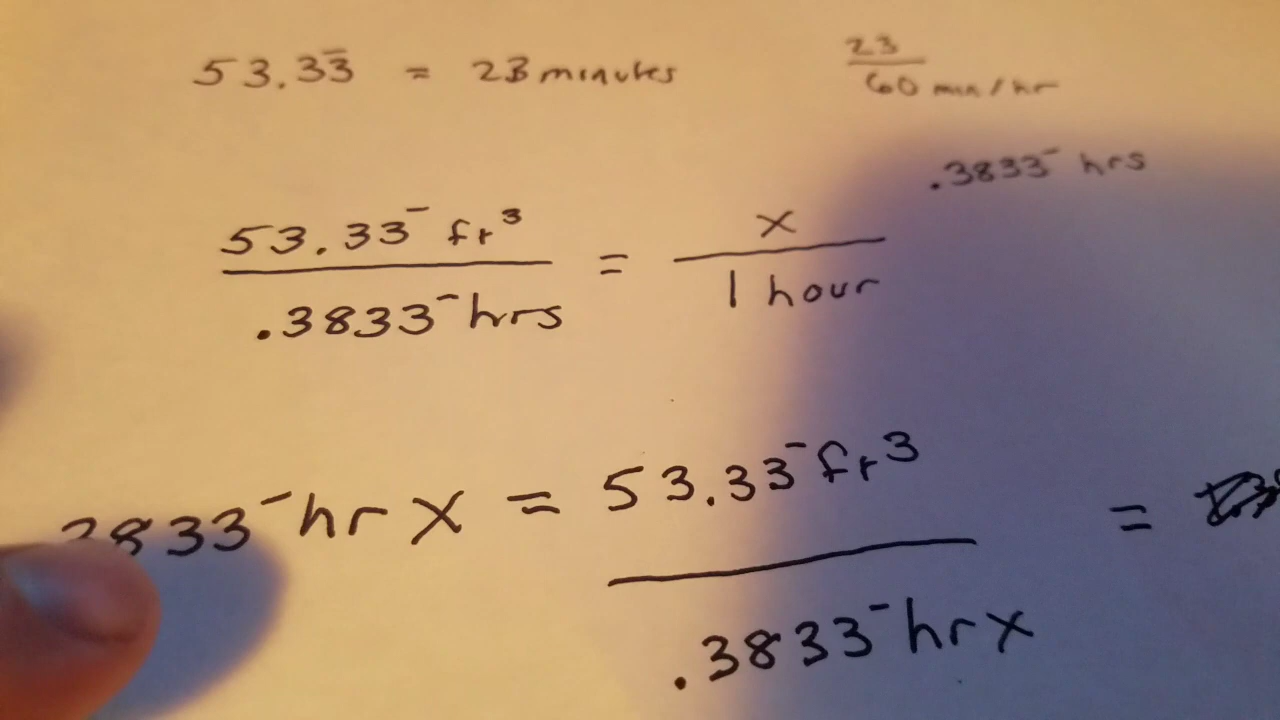 53.33̅ = 23 minutes
23
60 min/hr
.3833̅ hrs
53.33̅ ft³ = x
.3833̅ hrs 1 hour
3833̅ hr x = 53.33̅ ft³ =
.3833̅ hr x